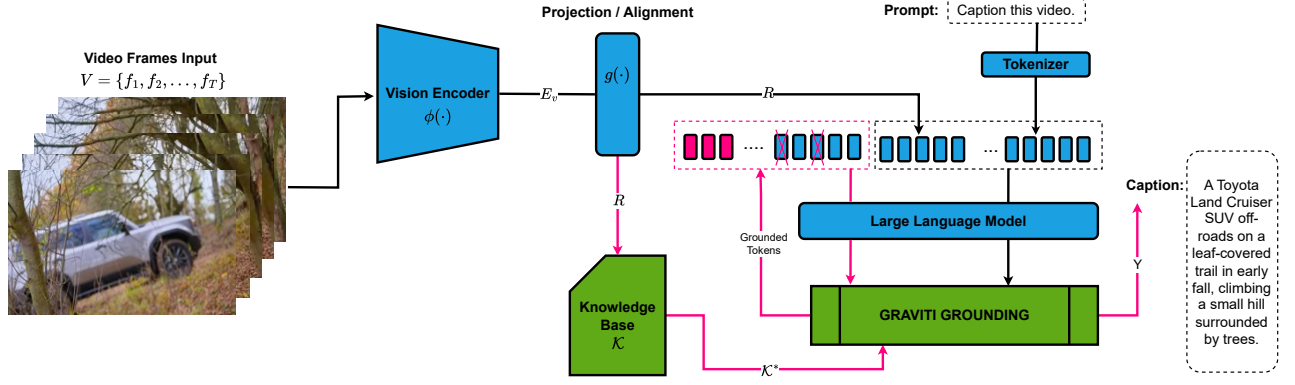 Projection / Alignment
Prompt:
Caption this video.
Video Frames Input
V = {f₁, f₂, . . . , f_T}
Tokenizer
Vision Encoder
ϕ(·)
E_v
g(·)
R
....
...
R
Caption:
A Toyota
Land Cruiser
SUV off-
roads on a
leaf-covered
trail in early
fall, climbing
a small hill
surrounded
by trees.
Large Language Model
Grounded
Tokens
Y
Knowledge
Base
𝒦
GRAVITI GROUNDING
𝒦*